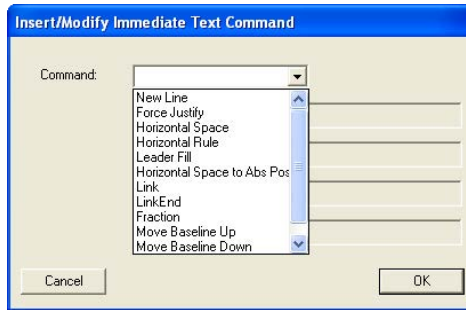 Insert/Modify Immediate Text Command
Command:
New Line
Force Justify
Horizontal Space
Horizontal Rule
Leader Fill
Horizontal Space to Abs Pos
Link
LinkEnd
Fraction
Move Baseline Up
Move Baseline Down
Cancel
OK